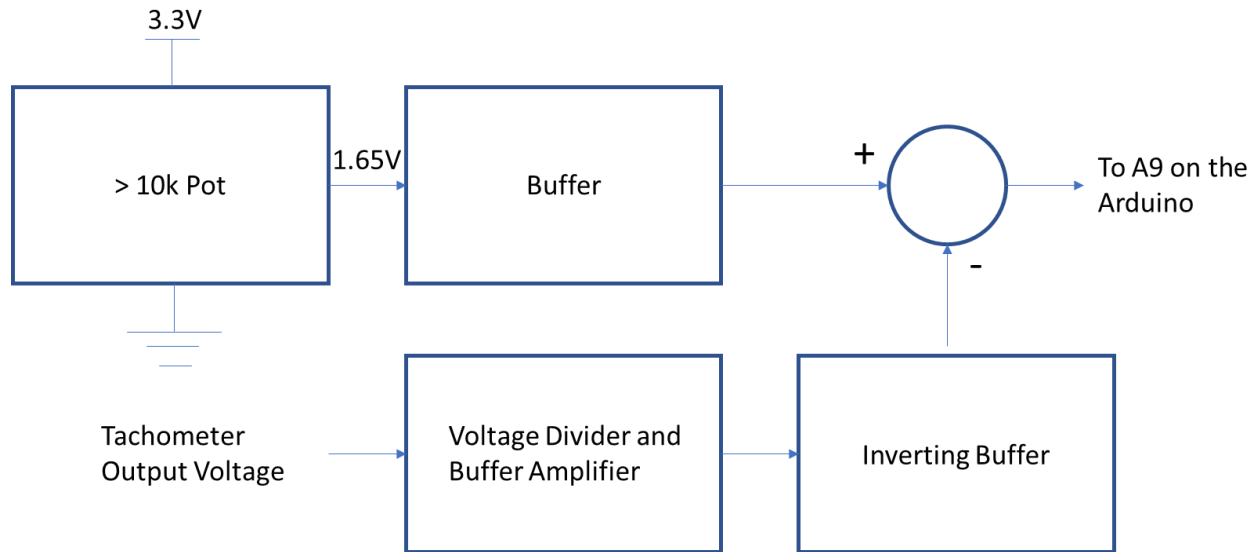 3.3V
> 10k Pot
1.65V
Buffer
+
-
To A9 on the
Arduino
Tachometer
Output Voltage
Voltage Divider and
Buffer Amplifier
Inverting Buffer